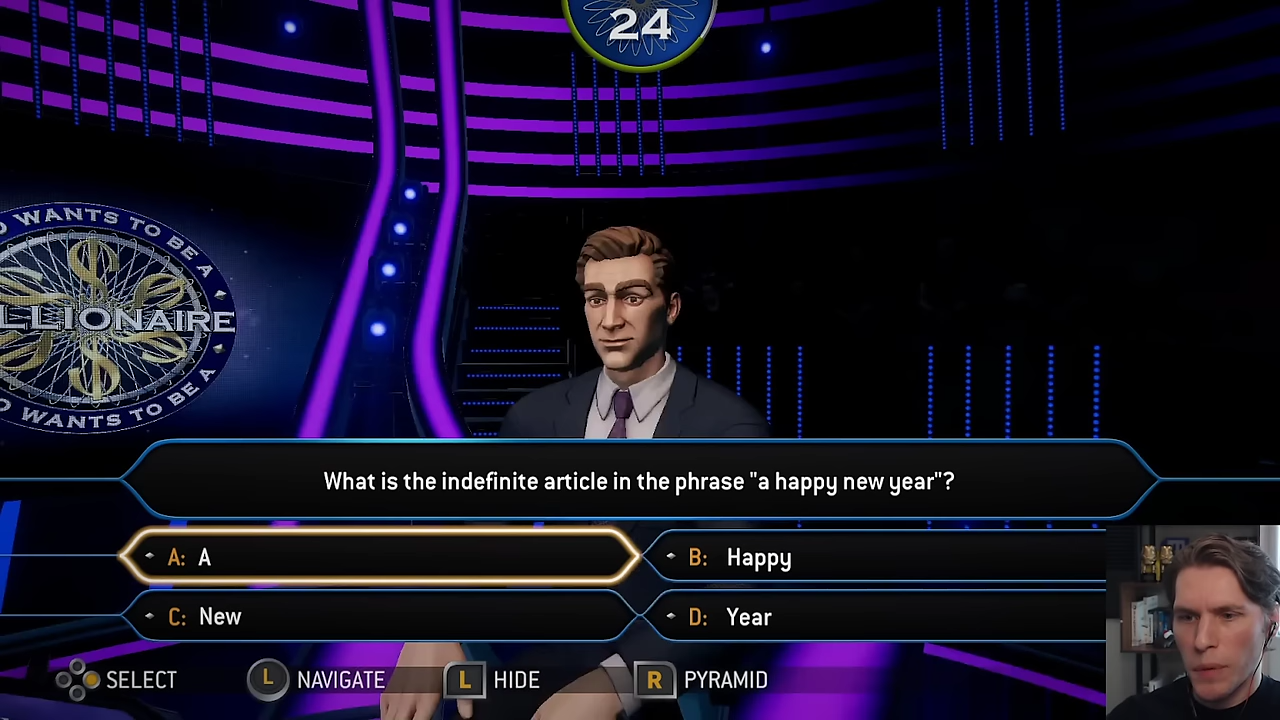 24
WANTS TO BE A
LLIONAIRE
WANTS TO BE A
What is the indefinite article in the phrase "a happy new year"?
A: A
B: Happy
C: New
D: Year
SELECT
L NAVIGATE
L HIDE
R PYRAMID